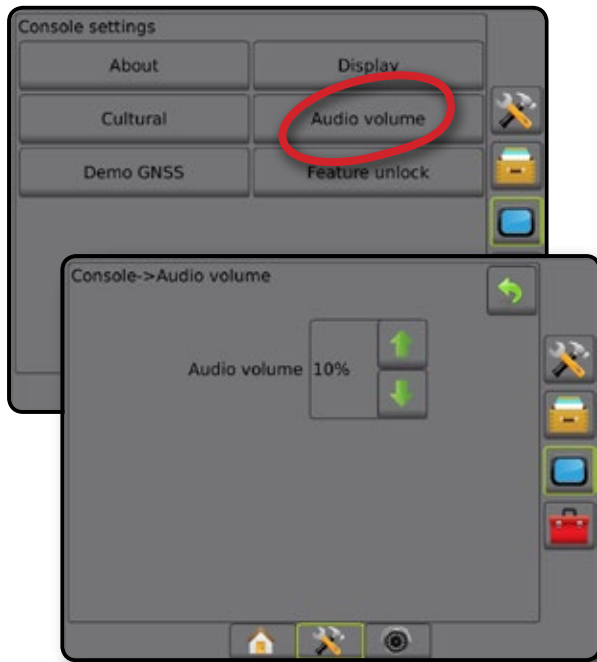 Console settings
About
Display
Cultural
Audio volume
Demo GNSS
Feature unlock
Console->Audio volume
Audio volume 10%